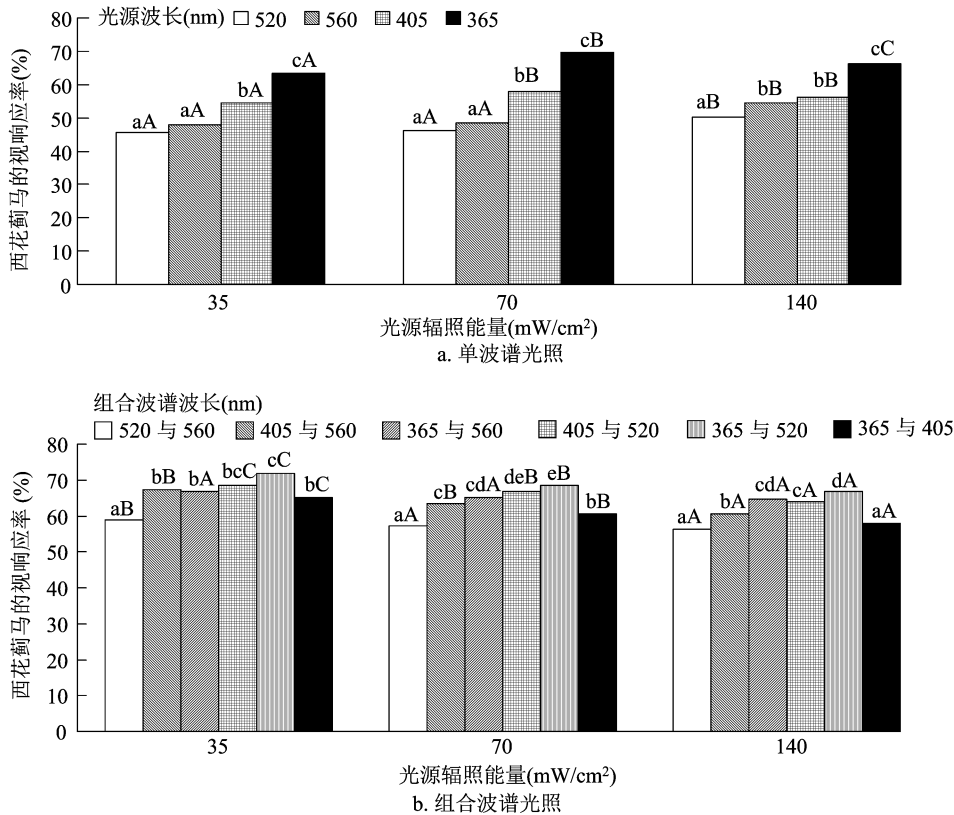 光源波长(nm) 520 560 405 365
西花蓟马的视响应率(%)
80
70
60
50
40
30
20
10
0
aA aA bA cA
aA aA bB cB
aB bB bB cC
35 70 140
光源辐照能量(mW/cm²)
a. 单波谱光照
组合波谱波长(nm)
520 与 560 405 与 560 365 与 560 405 与 520 365 与 520 365 与 405
西花蓟马的视响应率 (%)
80
70
60
50
40
30
20
10
0
aB bB bA bcC cC bC
aA cB cdA deB eB bB
aA bA cdA cA dA aA
35 70 140
光源辐照能量(mW/cm²)
b. 组合波谱光照